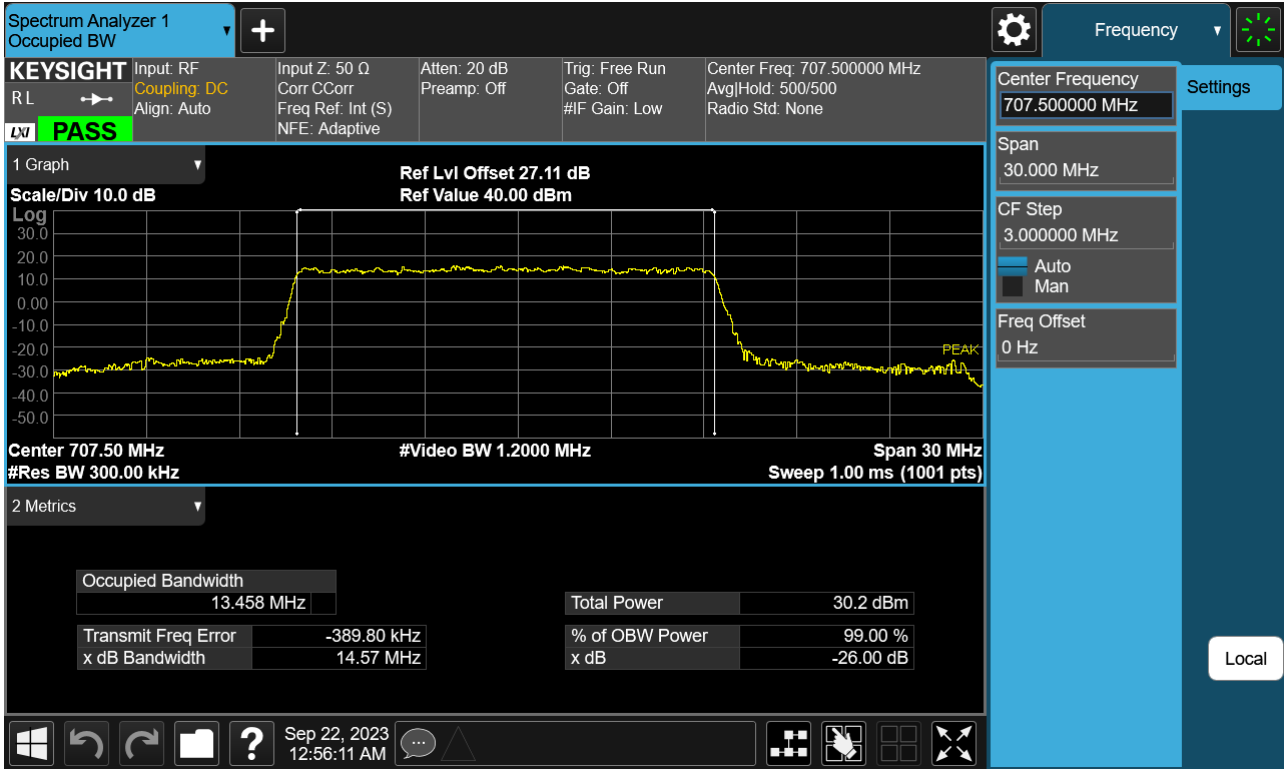 Spectrum Analyzer 1
Occupied BW
Frequency
KEYSIGHT
R L
LXI PASS
Input: RF
Coupling: DC
Align: Auto
Input Z: 50 Ω
Corr CCorr
Freq Ref: Int (S)
NFE: Adaptive
Atten: 20 dB
Preamp: Off
Trig: Free Run
Gate: Off
#IF Gain: Low
Center Freq: 707.500000 MHz
Avg|Hold: 500/500
Radio Std: None
Center Frequency
707.500000 MHz
Settings
Span
30.000 MHz
CF Step
3.000000 MHz
Auto
Man
Freq Offset
0 Hz
Local
1 Graph
Scale/Div 10.0 dB
Ref Lvl Offset 27.11 dB
Ref Value 40.00 dBm
Log
30.0
20.0
10.0
0.00
-10.0
-20.0
-30.0
-40.0
-50.0
PEAK
Center 707.50 MHz
#Video BW 1.2000 MHz
Span 30 MHz
#Res BW 300.00 kHz
Sweep 1.00 ms (1001 pts)
2 Metrics
Occupied Bandwidth
13.458 MHz
Total Power 30.2 dBm
Transmit Freq Error -389.80 kHz
% of OBW Power 99.00 %
x dB Bandwidth 14.57 MHz
x dB -26.00 dB
?
Sep 22, 2023
12:56:11 AM